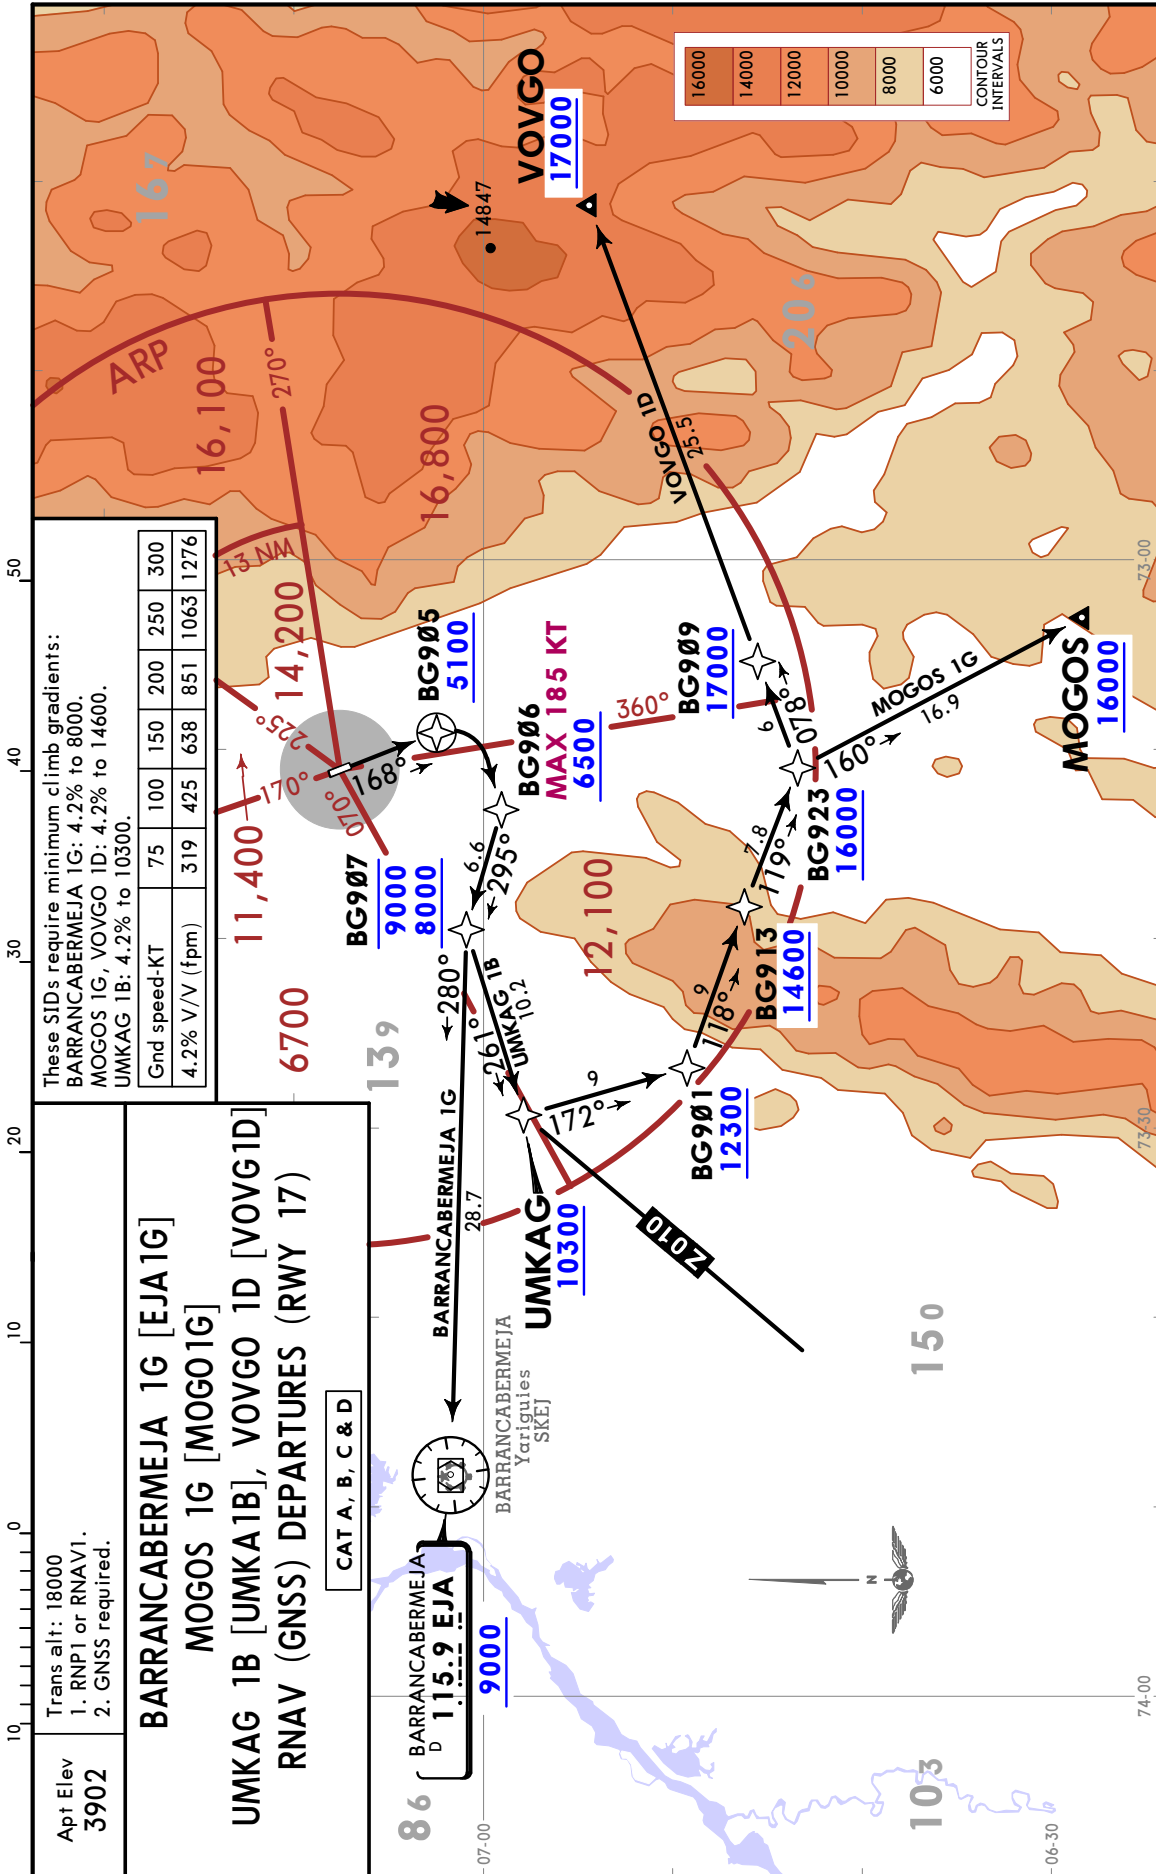 Apt Elev
3902
Trans alt: 18000
1. RNP1 or RNAV1.
2. GNSS required.
BARRANCABERMEJA 1G [EJA1G]
MOGOS 1G [MOGO1G]
UMKAG 1B [UMKA1B], VOVGO 1D [VOVG1D]
RNAV (GNSS) DEPARTURES (RWY 17)
CAT A, B, C & D
These SIDs require minimum climb gradients:
BARRANCABERMEJA 1G: 4.2% to 8000.
MOGOS 1G, VOVGO 1D: 4.2% to 14600.
UMKAG 1B: 4.2% to 10300.
Gnd speed-KT 75 100 150 200 250 300
4.2% V/V (fpm) 319 425 638 851 1063 1276
10 0 10 20 30 40 50
6700
11,400
14,200
16,100
16,800
12,100
ARP
13 NM
170°
225°
270°
070°
360°
139
167
206
150
103
86
168°
BG9Ø5
5100
BG9Ø6
MAX 185 KT
6500
6.6
295°
BG9Ø7
9000
8000
280°
BARRANCABERMEJA 1G
28.7
261°
UMKAG 1B
10.2
UMKAG
10300
Z010
172°
9
BG9Ø1
12300
118°
9
BG913
14600
119°
7.8
BG923
16000
078°
6
BG9Ø9
17000
VOVGO 1D
25.5
VOVGO
17000
14847
160°
MOGOS 1G
16.9
MOGOS
16000
BARRANCABERMEJA
D 115.9 EJA
9000
BARRANCABERMEJA
Yariguies
SKEJ
N
16000
14000
12000
10000
8000
6000
CONTOUR
INTERVALS
07-00
06-30
74-00
73-30
73-00